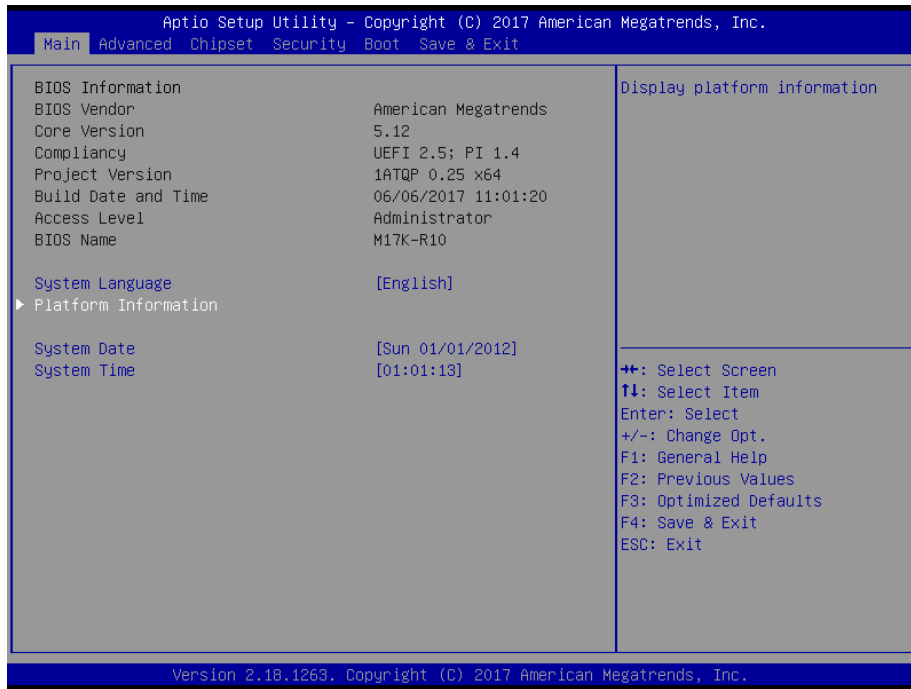 Aptio Setup Utility – Copyright (C) 2017 American Megatrends, Inc.
Main Advanced Chipset Security Boot Save & Exit
BIOS Information
BIOS Vendor American Megatrends
Core Version 5.12
Compliancy UEFI 2.5; PI 1.4
Project Version 1ATQP 0.25 x64
Build Date and Time 06/06/2017 11:01:20
Access Level Administrator
BIOS Name M17K-R10
System Language [English]
Platform Information
System Date [Sun 01/01/2012]
System Time [01:01:13]
Display platform information
→←: Select Screen
↑↓: Select Item
Enter: Select
+/-: Change Opt.
F1: General Help
F2: Previous Values
F3: Optimized Defaults
F4: Save & Exit
ESC: Exit
Version 2.18.1263. Copyright (C) 2017 American Megatrends, Inc.